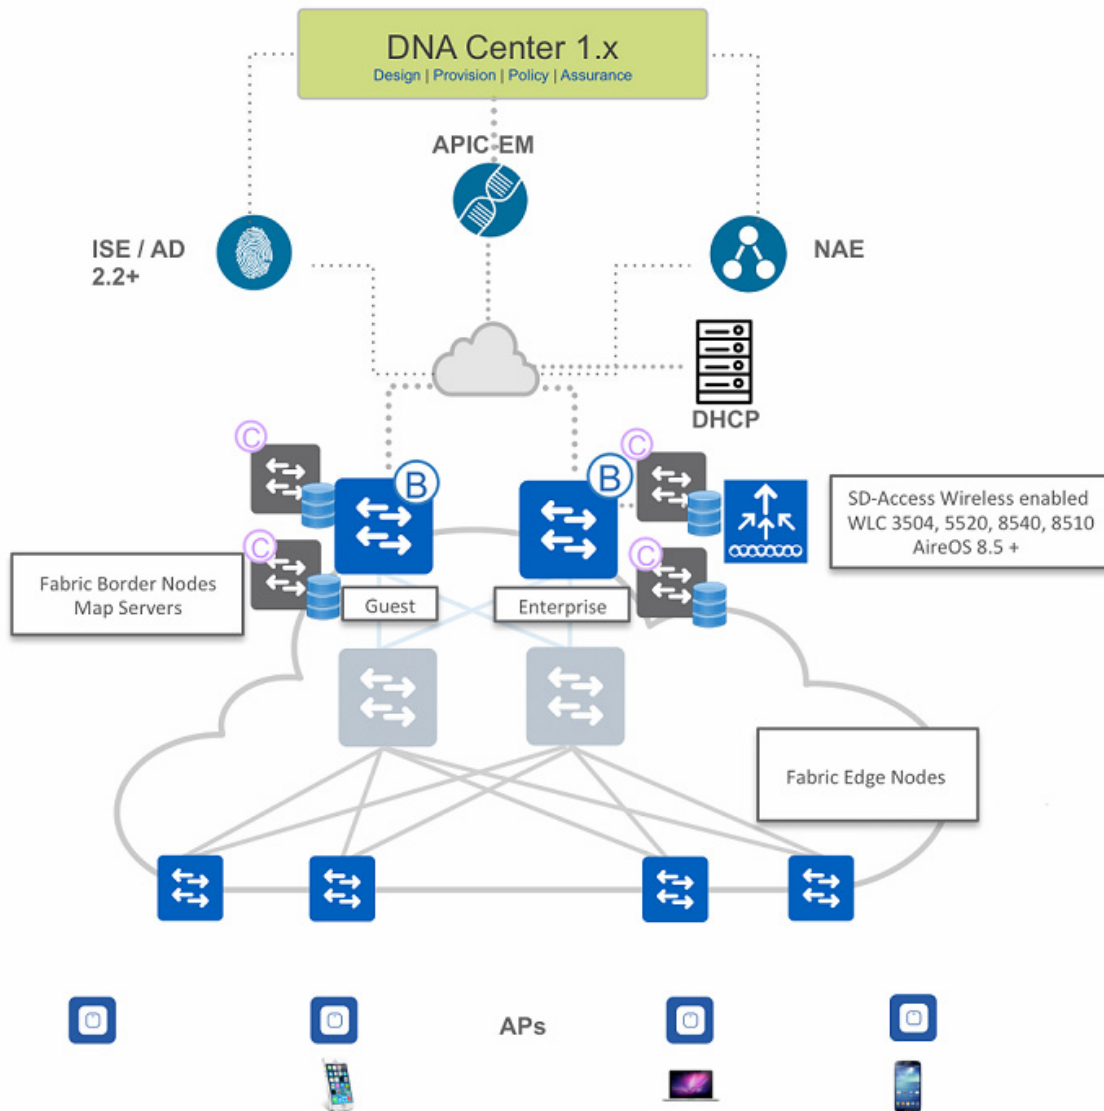 DNA Center 1.x
Design | Provision | Policy | Assurance
APIC-EM
ISE / AD
2.2+
NAE
DHCP
C
C
B
B
SD-Access Wireless enabled
WLC 3504, 5520, 8540, 8510
AireOS 8.5 +
C
C
Fabric Border Nodes
Map Servers
Guest
Enterprise
Fabric Edge Nodes
APs